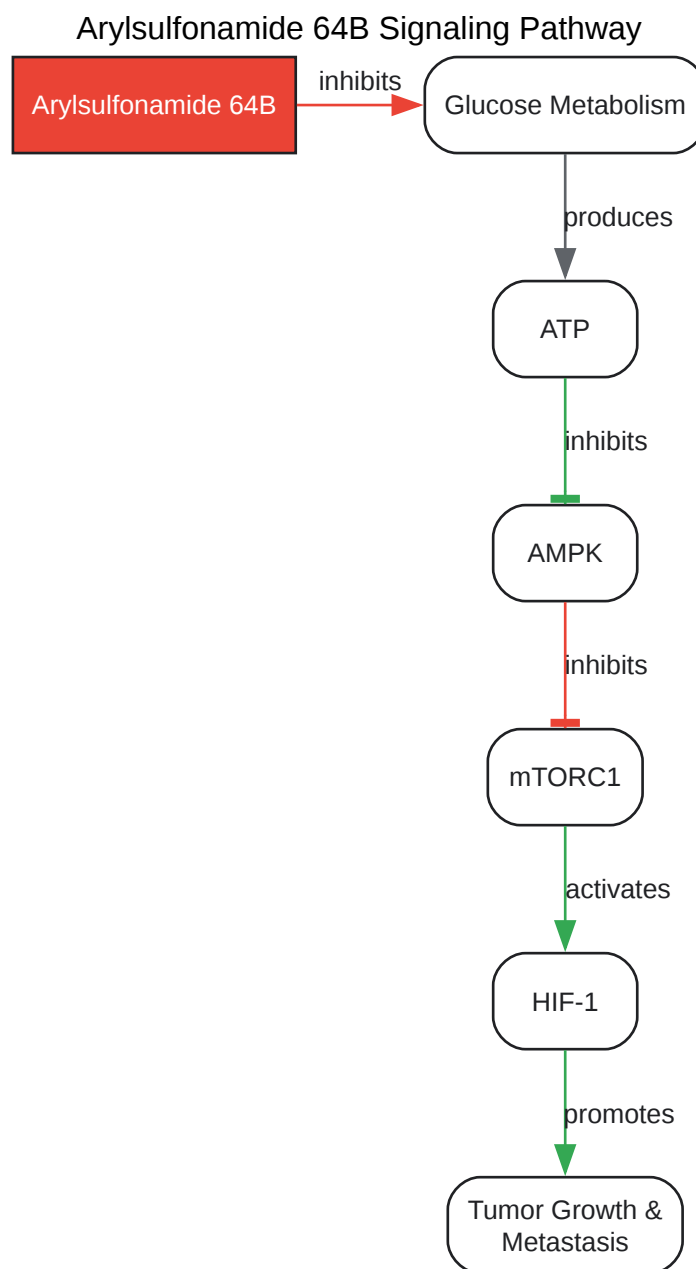 Arylsulfonamide 64B Signaling Pathway
Arylsulfonamide 64B
inhibits
Glucose Metabolism
produces
ATP
inhibits
AMPK
inhibits
mTORC1
activates
HIF-1
promotes
Tumor Growth &
Metastasis